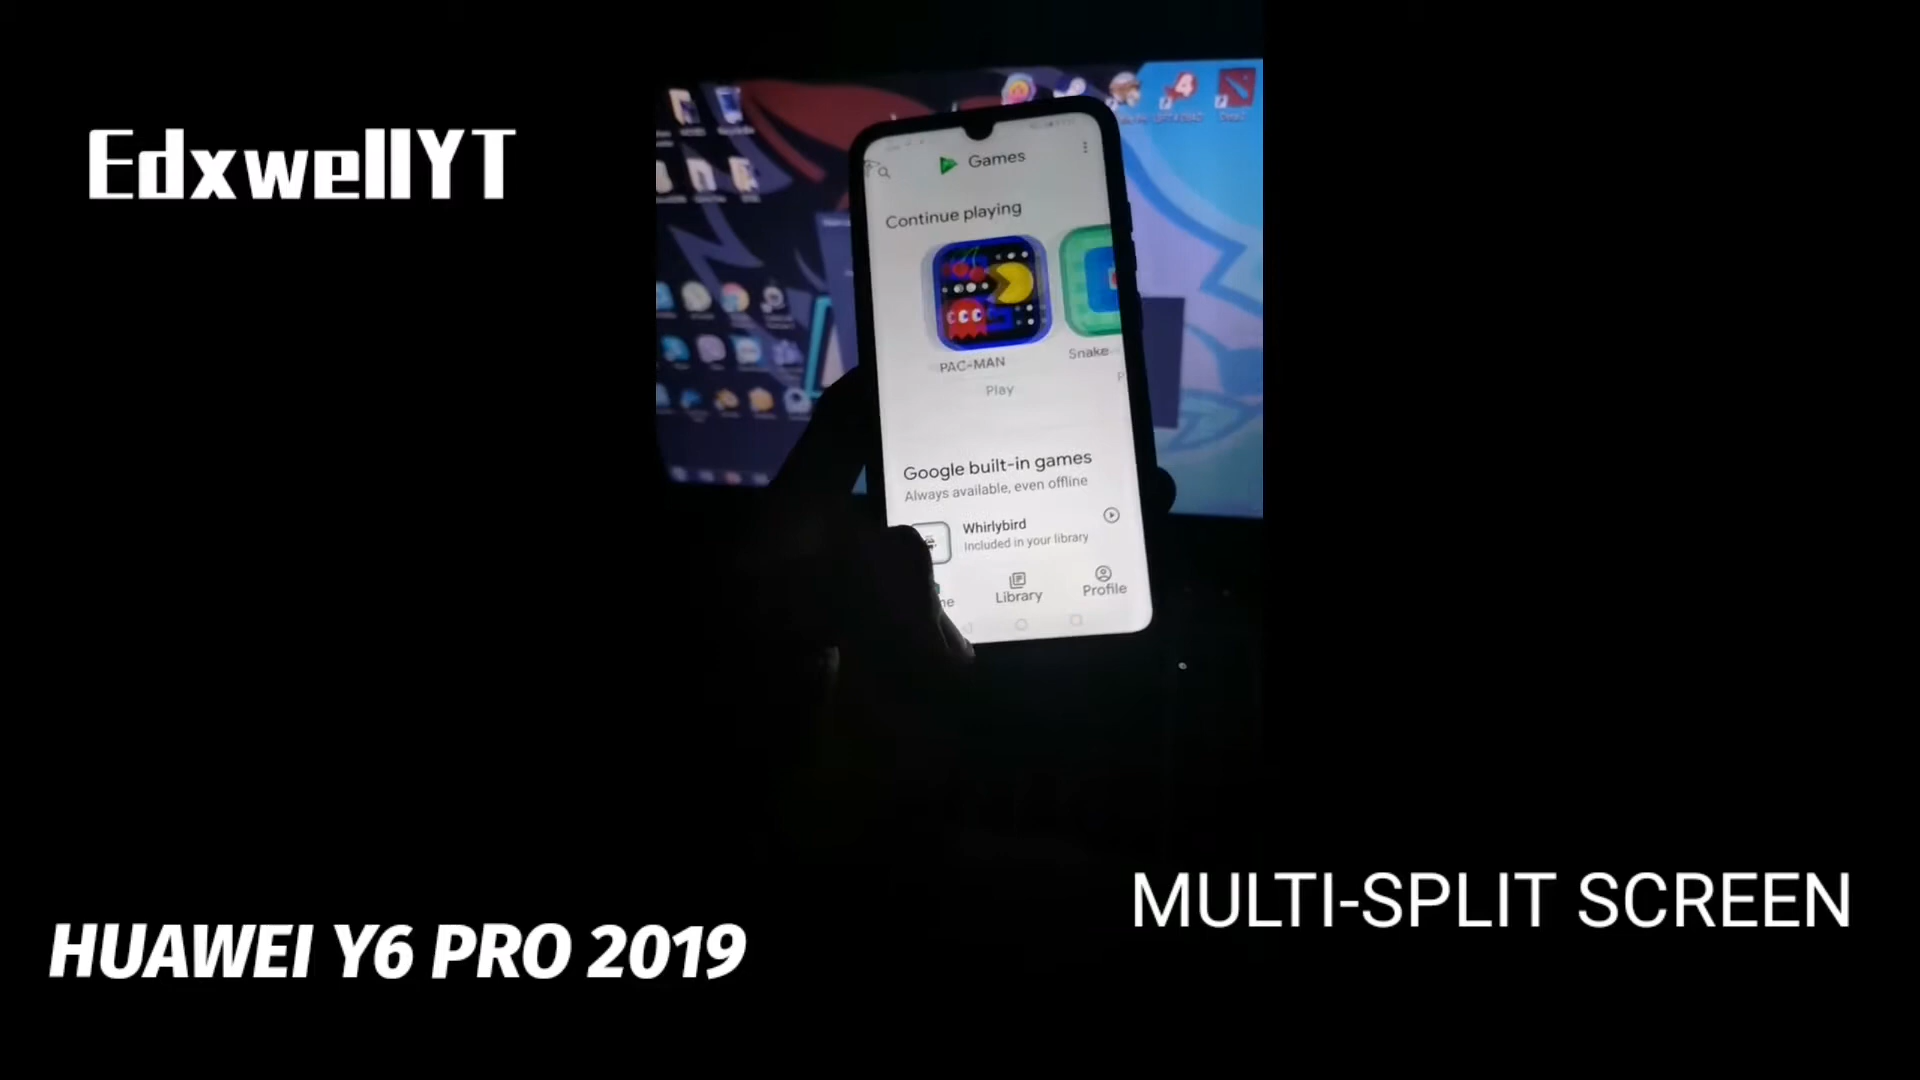 EdxwellYT
Games
Continue playing
PAC-MAN
Snake
Play
P
Google built-in games
Always available, even offline
Whirlybird
Included in your library
Library
Profile
MULTI-SPLIT SCREEN
HUAWEI Y6 PRO 2019